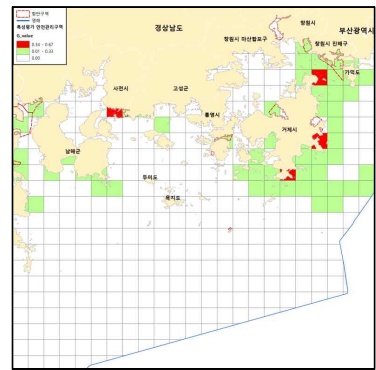 항만구역
영해
특성평가 안전관리구역
G_value
0.34 - 0.67
0.01 - 0.33
0.00
경상남도
창원시
부산광역시
창원시 마산합포구
창원시 진해구
가덕도
사천시
고성군
통영시
거제시
남해군
두미도
욕지도